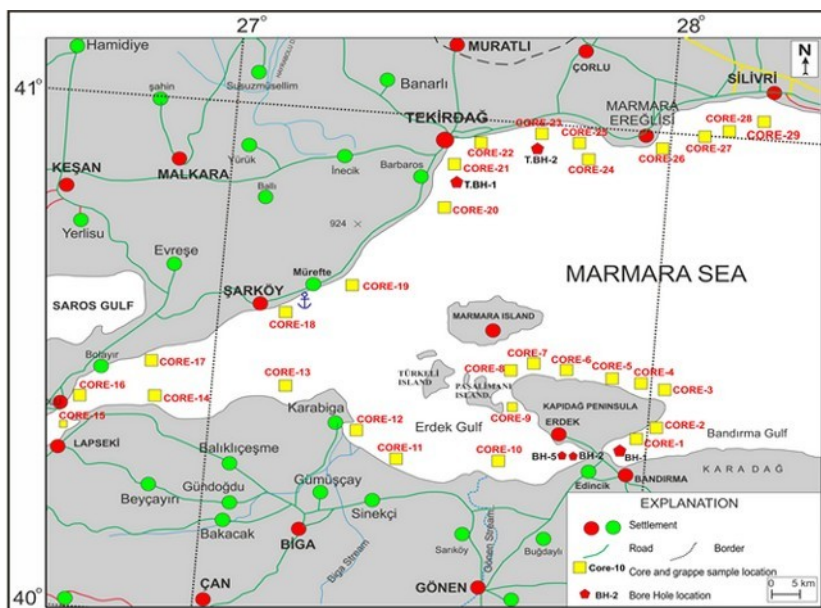 27°
28°
Hamidiye
MURATLI
N
ÇORLU
Susuzmüsellim
Banarlı
SİLİVRİ
41°
şahin
TEKİRDAĞ
MARMARA
EREĞLİSİ
CORE-23
CORE-25
CORE-28
CORE-29
CORE-22
CORE-27
CORE-26
Yürük
İnecik
Barbaros
T.BH-2
CORE-24
KEŞAN
MALKARA
CORE-21
T.BH-1
Ballı
CORE-20
Yerlisu
924
Evreşe
MARMARA SEA
Mürefte
CORE-19
SAROS GULF
ŞARKÖY
CORE-18
MARMARA ISLAND
Bolayır
CORE-17
CORE-13
CORE-8
CORE-7
CORE-6
CORE-5
CORE-4
TÜRKELİ
ISLAND
PAŞALİMANI
ISLAND
CORE-3
CORE-16
CORE-14
KAPIDAĞ PENINSULA
CORE-15
Karabiga
CORE-12
CORE-9
CORE-2
Erdek Gulf
ERDEK
CORE-1
Bandırma Gulf
LAPSEKİ
Balıklıçeşme
CORE-11
CORE-10
BH-5
BH-2
BH-1
KARADAĞ
Beyçayırı
Gündoğdu
Gümüşçay
Edincik
BANDIRMA
Sinekçi
Bakacak
BİGA
Biga Stream
Sarıköy
Gönen Stream
Buğdaylı
ÇAN
GÖNEN
40°
EXPLANATION
Settlement
Road
Border
Core-10
Core and grappe sample location
BH-2
Bore Hole location
0 5 km
27°
28°